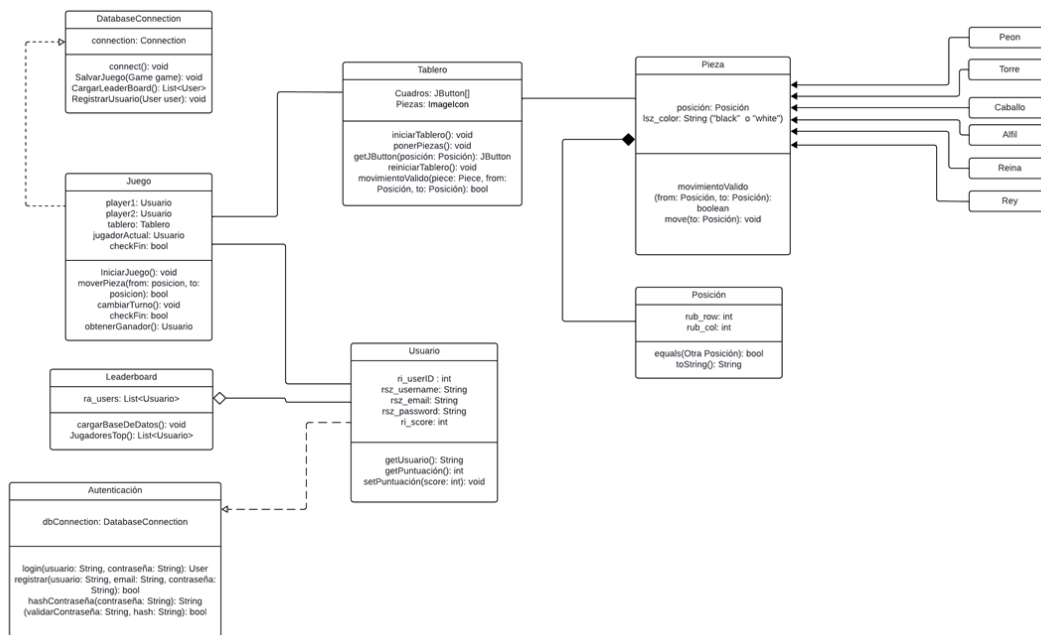 DatabaseConnection
connection: Connection
connect(): void
SalvarJuego(Game game): void
CargarLeaderBoard(): List<User>
RegistrarUsuario(User user): void
Juego
player1: Usuario
player2: Usuario
tablero: Tablero
jugadorActual: Usuario
checkFin: bool
IniciarJuego(): void
moverPieza(from: posicion, to:
posicion): bool
cambiarTurno(): void
checkFin: bool
obtenerGanador(): Usuario
Leaderboard
ra_users: List<Usuario>
cargarBaseDeDatos(): void
JugadoresTop(): List<Usuario>
Autenticación
dbConnection: DatabaseConnection
login(usuario: String, contraseña: String): User
registrar(usuario: String, email: String, contraseña:
String): bool
hashContraseña(contraseña: String): String
(validarContraseña: String, hash: String): bool
Tablero
Cuadros: JButton[]
Piezas: ImageIcon
iniciarTablero(): void
ponerPiezas(): void
getJButton(posición: Posición): JButton
reiniciarTablero(): void
movimientoValido(piece: Piece, from:
Posición, to: Posición): bool
Usuario
ri_userID : int
rsz_username: String
rsz_email: String
rsz_password: String
ri_score: int
getUsuario(): String
getPuntuación(): int
setPuntuación(score: int): void
Pieza
posición: Posición
lsz_color: String ("black" o "white")
movimientoValido
(from: Posición, to: Posición):
boolean
move(to: Posición): void
Posición
rub_row: int
rub_col: int
equals(Otra Posición): bool
toString(): String
Peon
Torre
Caballo
Alfil
Reina
Rey